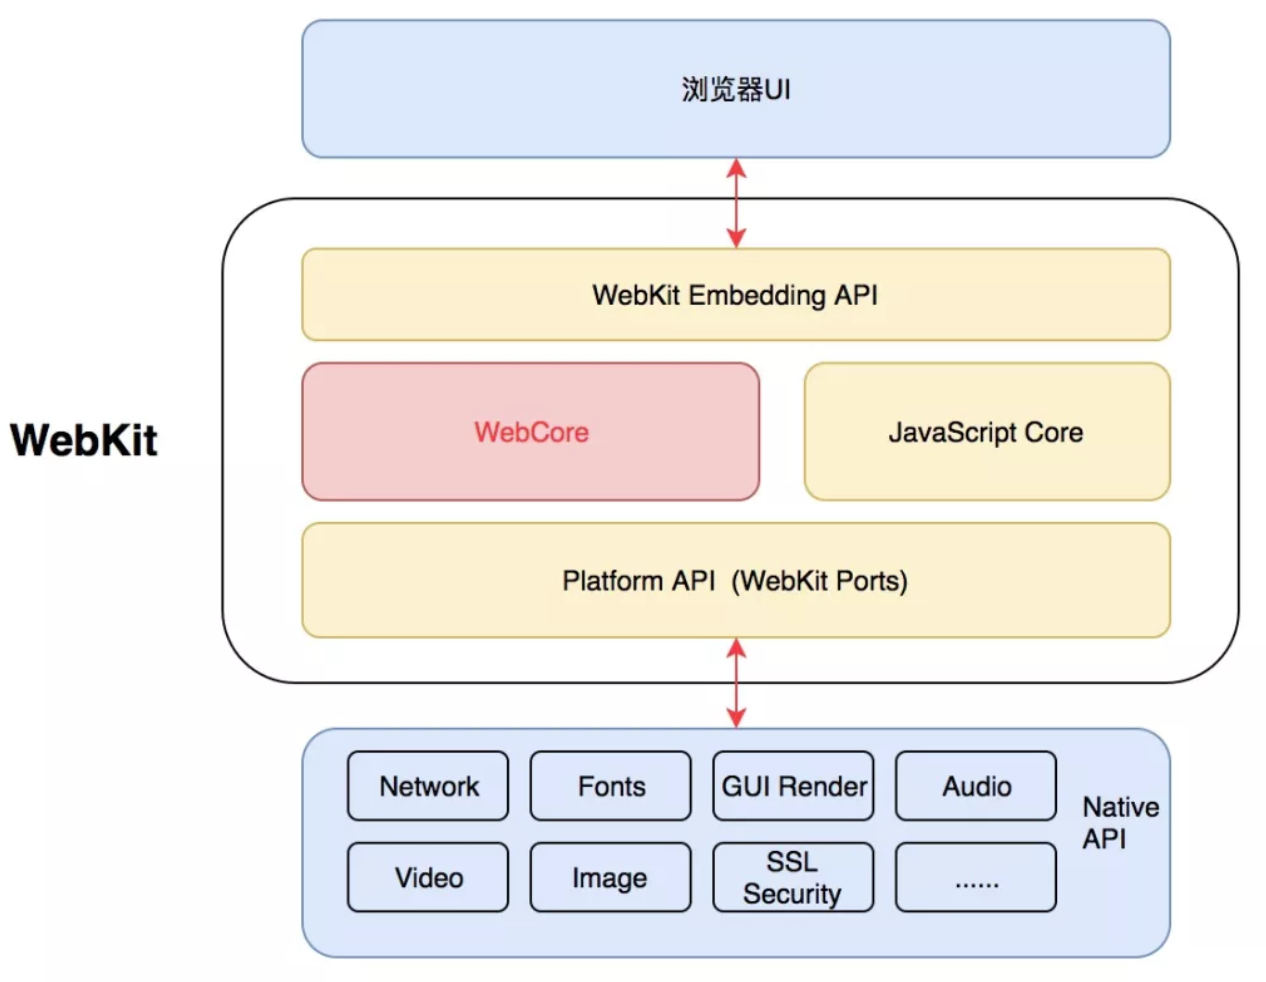 浏览器UI
WebKit Embedding API
WebKit
WebCore
JavaScript Core
Platform API (WebKit Ports)
Network
Fonts
GUI Render
Audio
Native
API
Video
Image
SSL
Security
......